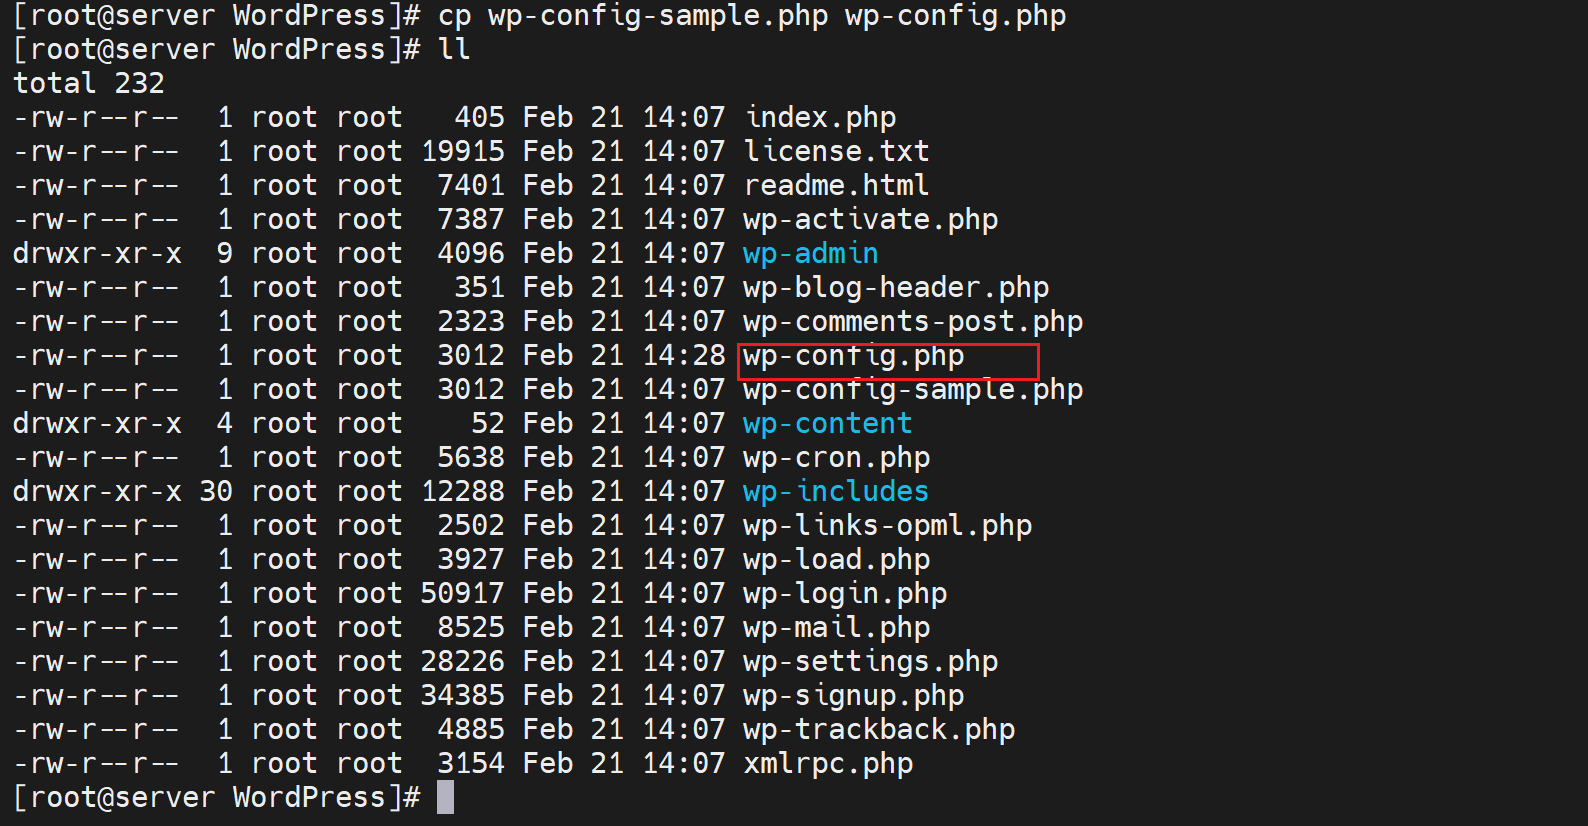 [root@server WordPress]# cp wp-config-sample.php wp-config.php
[root@server WordPress]# ll
total 232
-rw-r--r--  1 root root   405 Feb 21 14:07 index.php
-rw-r--r--  1 root root 19915 Feb 21 14:07 license.txt
-rw-r--r--  1 root root  7401 Feb 21 14:07 readme.html
-rw-r--r--  1 root root  7387 Feb 21 14:07 wp-activate.php
drwxr-xr-x  9 root root  4096 Feb 21 14:07 wp-admin
-rw-r--r--  1 root root   351 Feb 21 14:07 wp-blog-header.php
-rw-r--r--  1 root root  2323 Feb 21 14:07 wp-comments-post.php
-rw-r--r--  1 root root  3012 Feb 21 14:28 wp-config.php
-rw-r--r--  1 root root  3012 Feb 21 14:07 wp-config-sample.php
drwxr-xr-x  4 root root    52 Feb 21 14:07 wp-content
-rw-r--r--  1 root root  5638 Feb 21 14:07 wp-cron.php
drwxr-xr-x 30 root root 12288 Feb 21 14:07 wp-includes
-rw-r--r--  1 root root  2502 Feb 21 14:07 wp-links-opml.php
-rw-r--r--  1 root root  3927 Feb 21 14:07 wp-load.php
-rw-r--r--  1 root root 50917 Feb 21 14:07 wp-login.php
-rw-r--r--  1 root root  8525 Feb 21 14:07 wp-mail.php
-rw-r--r--  1 root root 28226 Feb 21 14:07 wp-settings.php
-rw-r--r--  1 root root 34385 Feb 21 14:07 wp-signup.php
-rw-r--r--  1 root root  4885 Feb 21 14:07 wp-trackback.php
-rw-r--r--  1 root root  3154 Feb 21 14:07 xmlrpc.php
[root@server WordPress]#